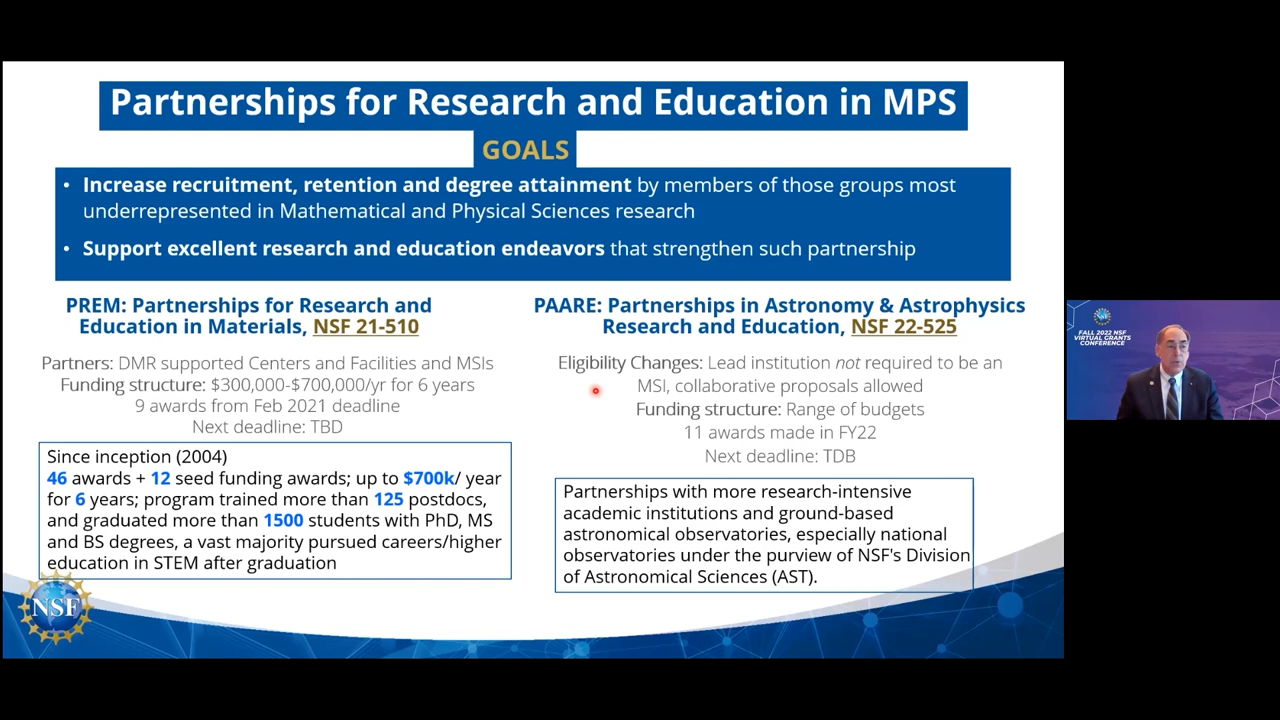 Partnerships for Research and Education in MPS
GOALS
• Increase recruitment, retention and degree attainment by members of those groups most
underrepresented in Mathematical and Physical Sciences research
• Support excellent research and education endeavors that strengthen such partnership
PREM: Partnerships for Research and
Education in Materials, NSF 21-510
Partners: DMR supported Centers and Facilities and MSIs
Funding structure: $300,000-$700,000/yr for 6 years
9 awards from Feb 2021 deadline
Next deadline: TBD
Since inception (2004)
46 awards + 12 seed funding awards; up to $700k/ year
for 6 years; program trained more than 125 postdocs,
and graduated more than 1500 students with PhD, MS
and BS degrees, a vast majority pursued careers/higher
education in STEM after graduation
PAARE: Partnerships in Astronomy & Astrophysics
Research and Education, NSF 22-525
Eligibility Changes: Lead institution not required to be an
MSI, collaborative proposals allowed
Funding structure: Range of budgets
11 awards made in FY22
Next deadline: TDB
Partnerships with more research-intensive
academic institutions and ground-based
astronomical observatories, especially national
observatories under the purview of NSF's Division
of Astronomical Sciences (AST).
NSF
FALL 2022 NSF
VIRTUAL GRANTS
CONFERENCE